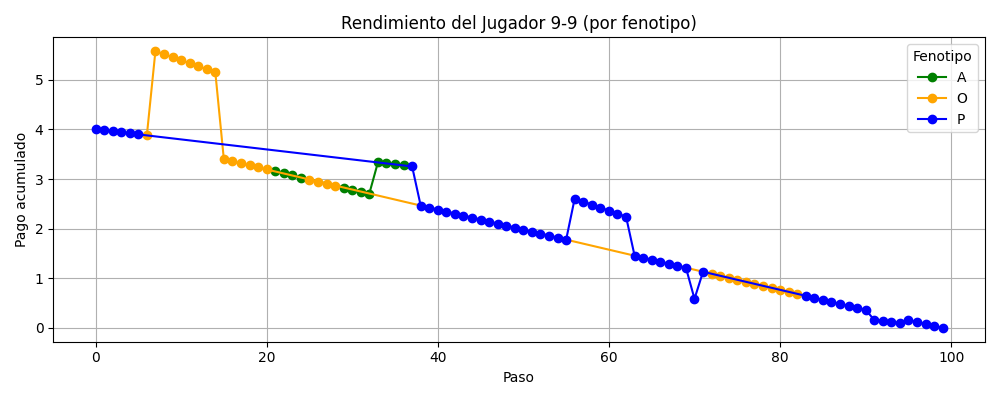 Rendimiento del Jugador 9-9 (por fenotipo)
Pago acumulado
5
4
3
2
1
0
Fenotipo
A
O
P
0 20 40 60 80 100
Paso